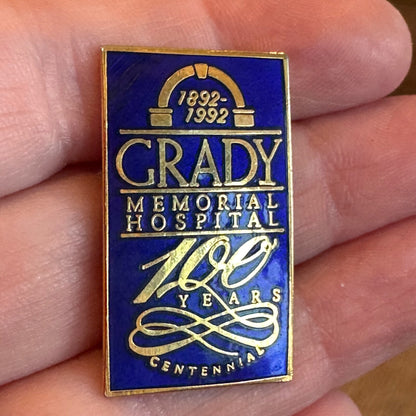 1892-
1992
GRADY
MEMORIAL
HOSPITAL
100
YEARS
CENTENNIAL